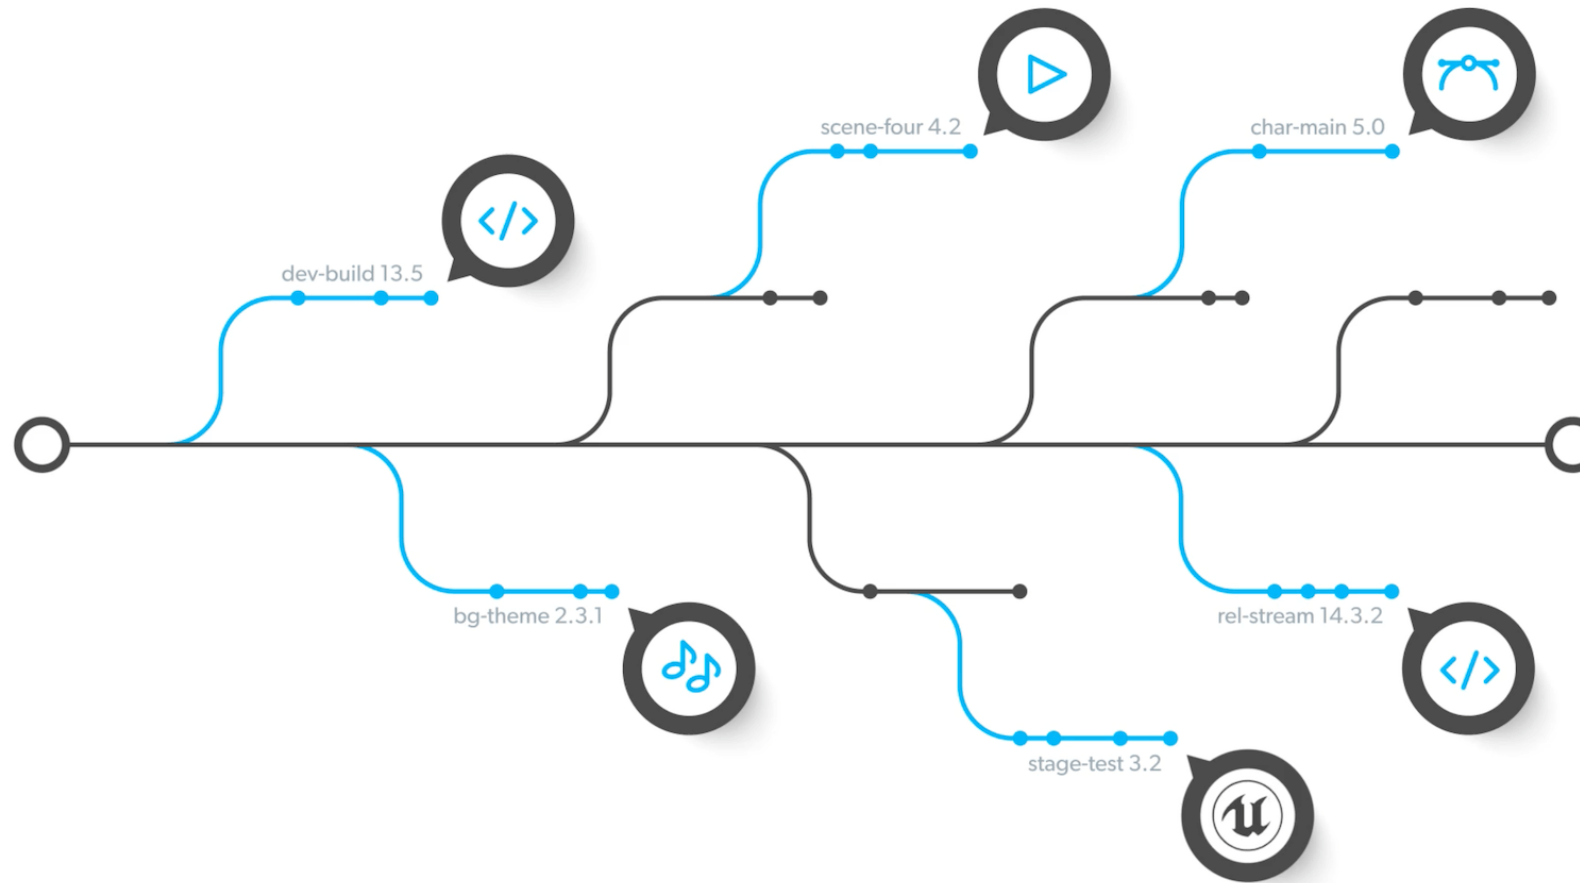 scene-four 4.2
char-main 5.0
dev-build 13.5
bg-theme 2.3.1
rel-stream 14.3.2
stage-test 3.2